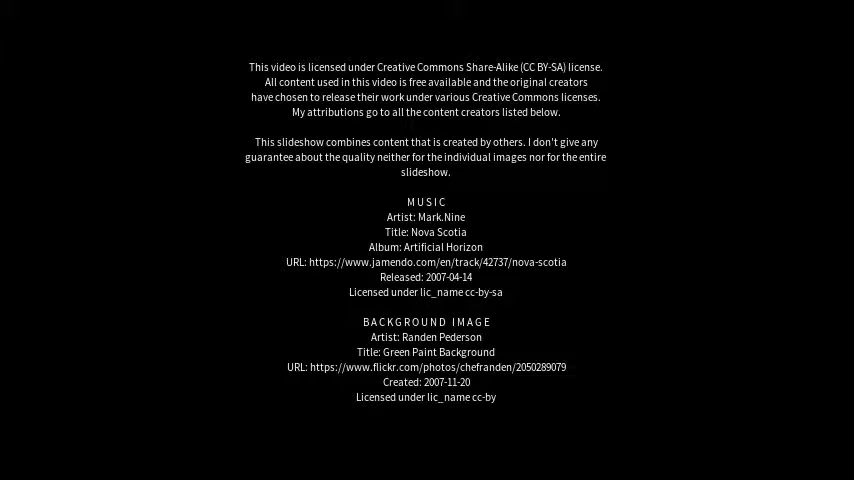 This video is licensed under Creative Commons Share-Alike (CC BY-SA) license.
All content used in this video is free available and the original creators
have chosen to release their work under various Creative Commons licenses.
My attributions go to all the content creators listed below.
This slideshow combines content that is created by others. I don't give any
guarantee about the quality neither for the individual images nor for the entire
slideshow.
MUSIC
Artist: Mark.Nine
Title: Nova Scotia
Album: Artificial Horizon
URL: https://www.jamendo.com/en/track/42737/nova-scotia
Released: 2007-04-14
Licensed under lic_name cc-by-sa
BACKGROUND IMAGE
Artist: Randen Pederson
Title: Green Paint Background
URL: https://www.flickr.com/photos/chefranden/2050289079
Created: 2007-11-20
Licensed under lic_name cc-by